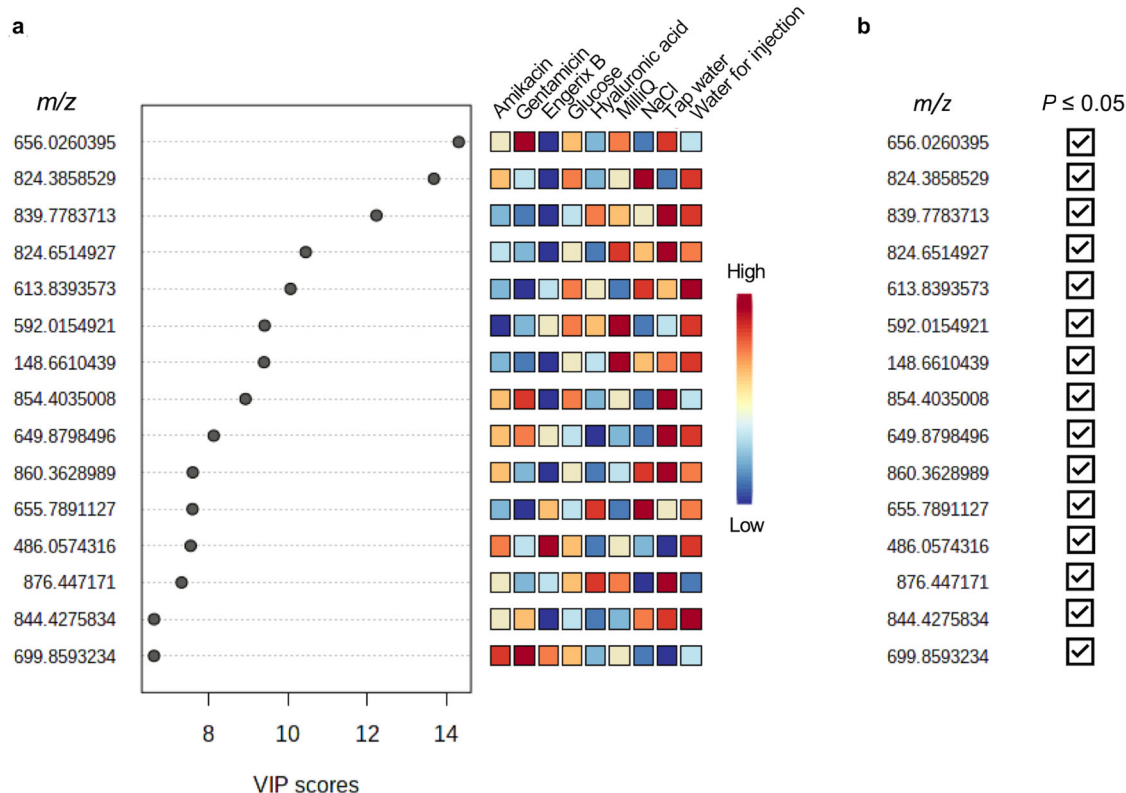 a
b
Amikacin
Gentamicin
Engerix B
Glucose
Hyaluronic acid
MilliQ
NaCl
Tap water
Water for injection
m/z
m/z
P ≤ 0.05
656.0260395
656.0260395
824.3858529
824.3858529
839.7783713
839.7783713
824.6514927
824.6514927
613.8393573
613.8393573
592.0154921
592.0154921
148.6610439
148.6610439
854.4035008
854.4035008
649.8798496
649.8798496
860.3628989
860.3628989
655.7891127
655.7891127
486.0574316
486.0574316
876.447171
876.447171
844.4275834
844.4275834
699.8593234
699.8593234
High
Low
8
10
12
14
VIP scores